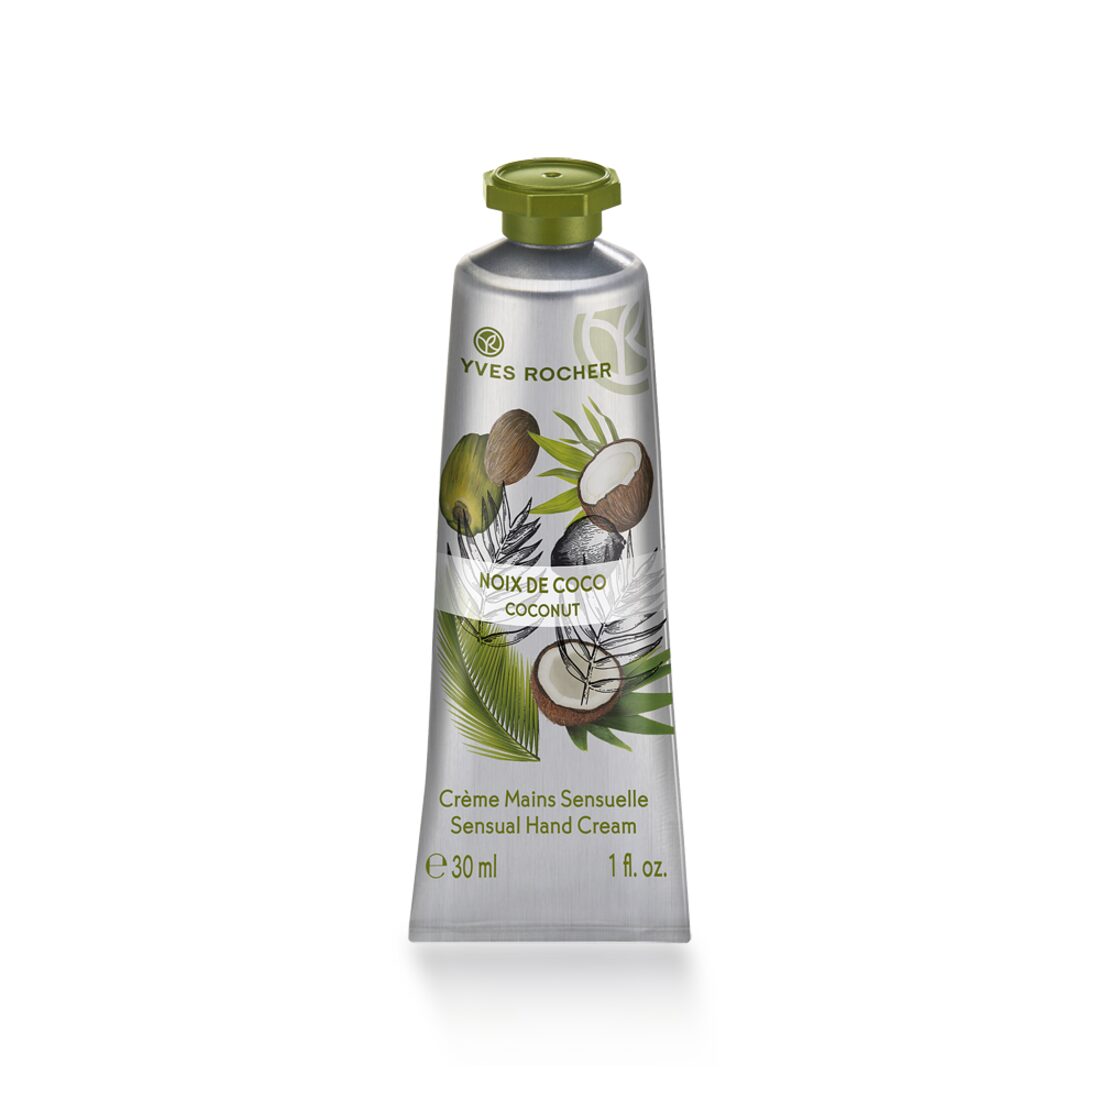 YVES ROCHER
NOIX DE COCO
COCONUT
Crème Mains Sensuelle
Sensual Hand Cream
℮ 30 ml 1 fl. oz.